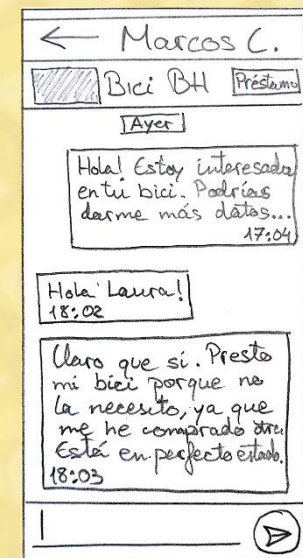 ← Marcos C.
Bici BH Préstamo
Ayer
Hola! Estoy interesada
en tu bici. Podrías
darme más datos...
17:04
Hola Laura!
18:02
Claro que si. Presto
mi bici porque no
la necesito, ya que
me he comprado otra
Está en perfecto estado.
18:03